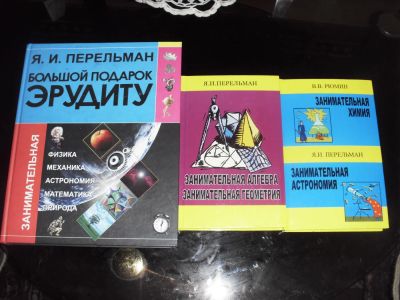 Я. И. ПЕРЕЛЬМАН
БОЛЬШОЙ ПОДАРОК
ЭРУДИТУ
ЗАНИМАТЕЛЬНАЯ
ФИЗИКА
МЕХАНИКА
АСТРОНОМИЯ
МАТЕМАТИКА
ПРИРОДА
Я.И.ПЕРЕЛЬМАН
ЗАНИМАТЕЛЬНАЯ АЛГЕБРА
ЗАНИМАТЕЛЬНАЯ ГЕОМЕТРИЯ
В.В. РЮМИН
ЗАНИМАТЕЛЬНАЯ
ХИМИЯ
Я.И. ПЕРЕЛЬМАН
ЗАНИМАТЕЛЬНАЯ
АСТРОНОМИЯ